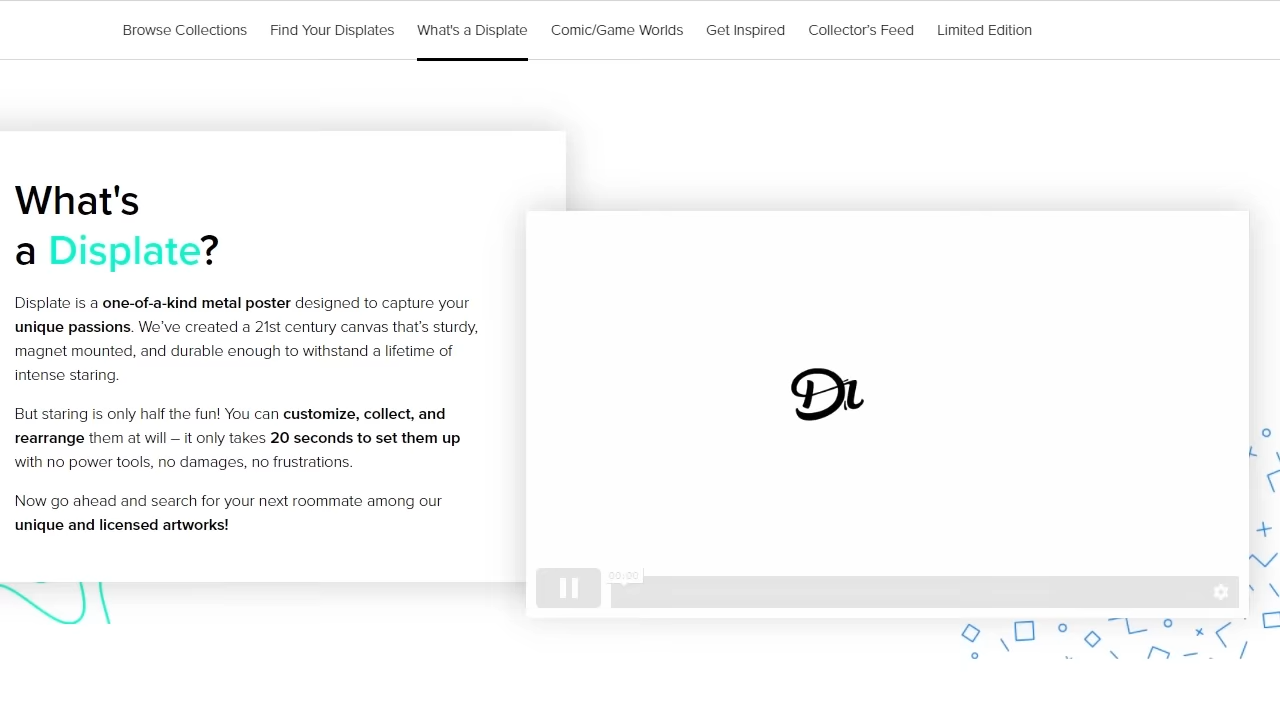 Browse Collections Find Your Displates What's a Displate Comic/Game Worlds Get Inspired Collector's Feed Limited Edition
What's
a Displate?
Displate is a one-of-a-kind metal poster designed to capture your
unique passions. We've created a 21st century canvas that's sturdy,
magnet mounted, and durable enough to withstand a lifetime of
intense staring.
But staring is only half the fun! You can customize, collect, and
rearrange them at will – it only takes 20 seconds to set them up
with no power tools, no damages, no frustrations.
Now go ahead and search for your next roommate among our
unique and licensed artworks!
00:00